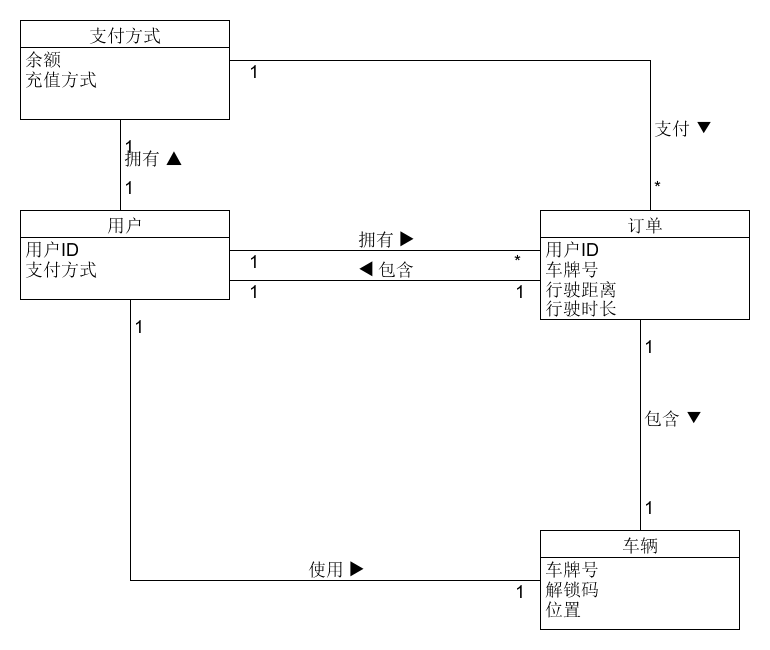 支付方式
余额
充值方式
1
支付 ▼
1
拥有 ▲
1
*
用户
用户ID
支付方式
拥有 ▶
1
*
◀ 包含
1
1
订单
用户ID
车牌号
行驶距离
行驶时长
1
1
包含 ▼
1
车辆
车牌号
解锁码
位置
使用 ▶
1